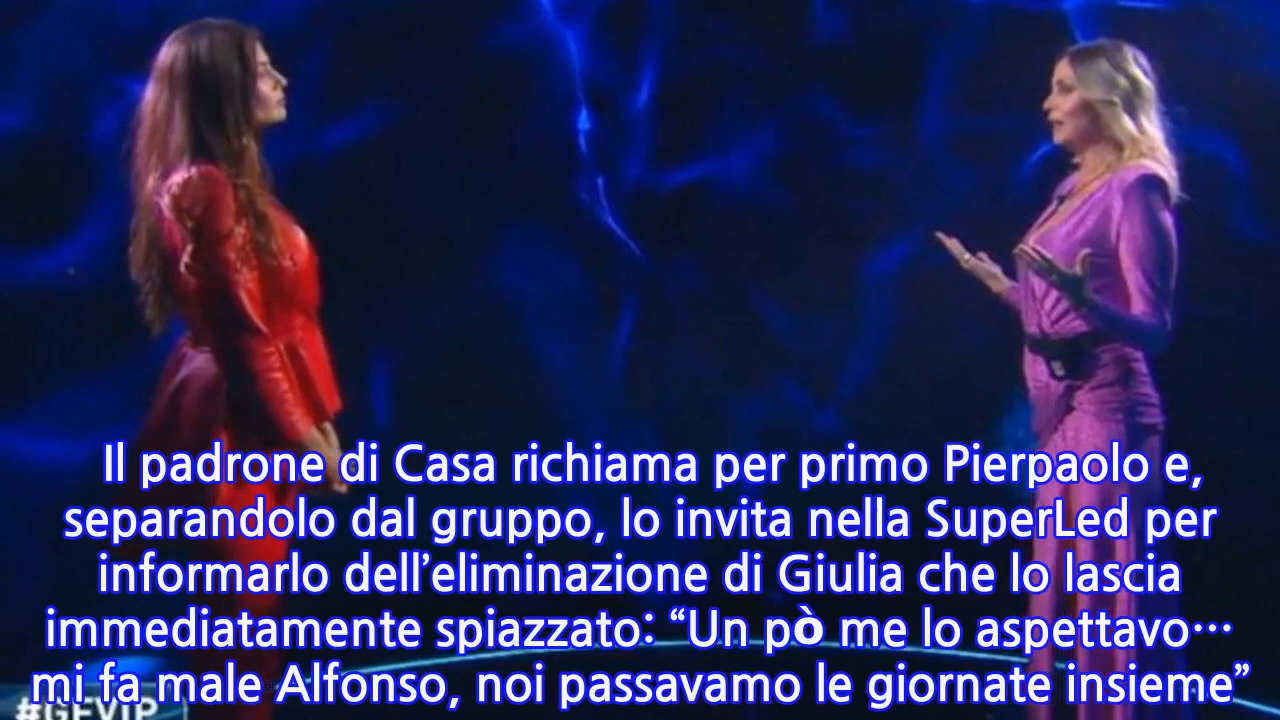 Il padrone di Casa richiama per primo Pierpaolo e,
separandolo dal gruppo, lo invita nella SuperLed per
informarlo dell’eliminazione di Giulia che lo lascia
immediatamente spiazzato: “Un pò me lo aspettavo…
mi fa male Alfonso, noi passavamo le giornate insieme”
#GFVIP